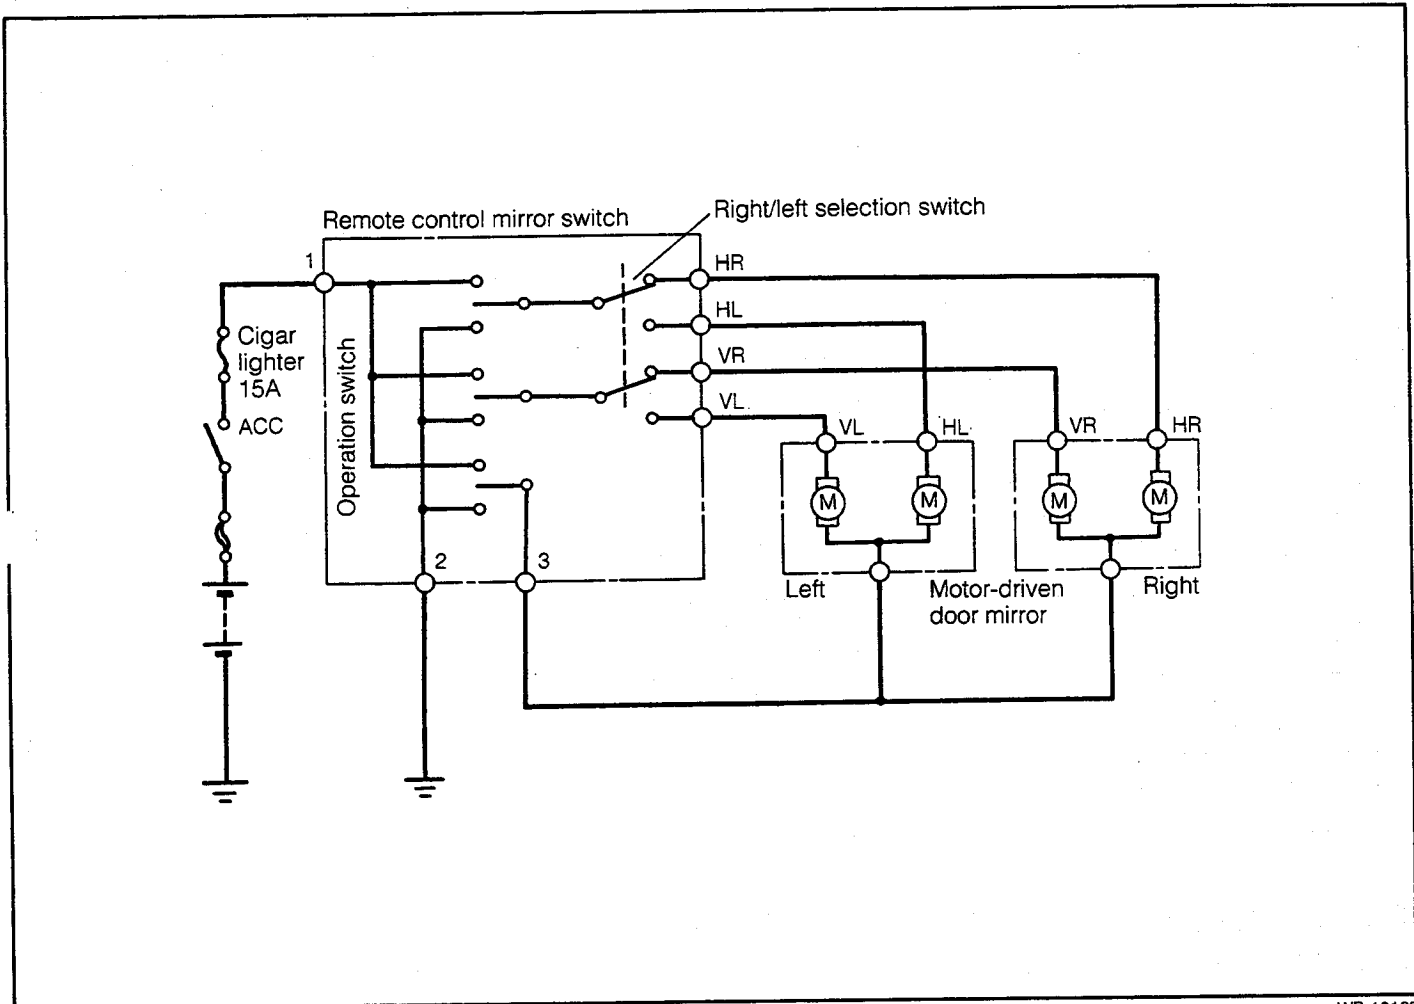 Remote control mirror switch
Right/left selection switch
1
HR
HL
VR
VL
Cigar
lighter
15A
ACC
Operation switch
VL
HL
VR
HR
M
M
M
M
2
3
Left
Motor-driven
door mirror
Right